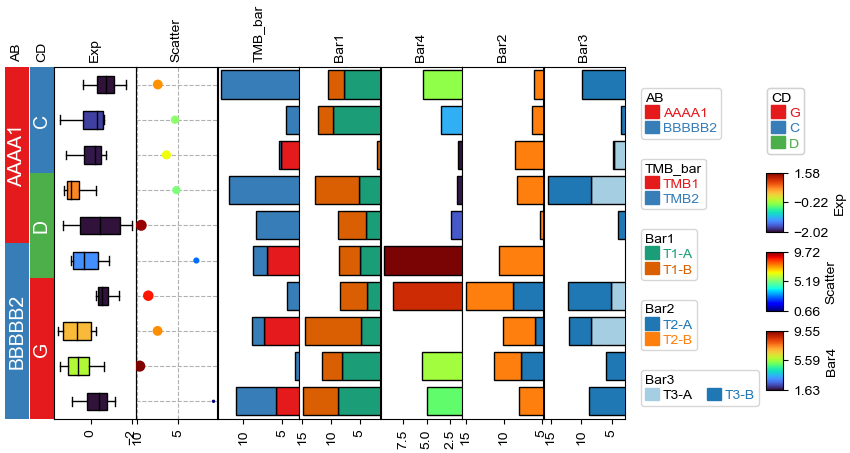 AB CD Exp Scatter TMB_bar Bar1 Bar4 Bar2 Bar3
AAAA1 BBBBB2
C D G
AB
AAAA1
BBBBB2
CD
G
C
D
TMB_bar
TMB1
TMB2
Bar1
T1-A
T1-B
Bar2
T2-A
T2-B
Bar3
T3-A T3-B
1.58
-0.22
−2.02
Exp
9.72
5.19
0.66
Scatter
9.55
5.59
1.63
Bar4
0 −2 10 5 10 5 15 10 5 7.5 5.0 2.5 15 10 5 15 10 5